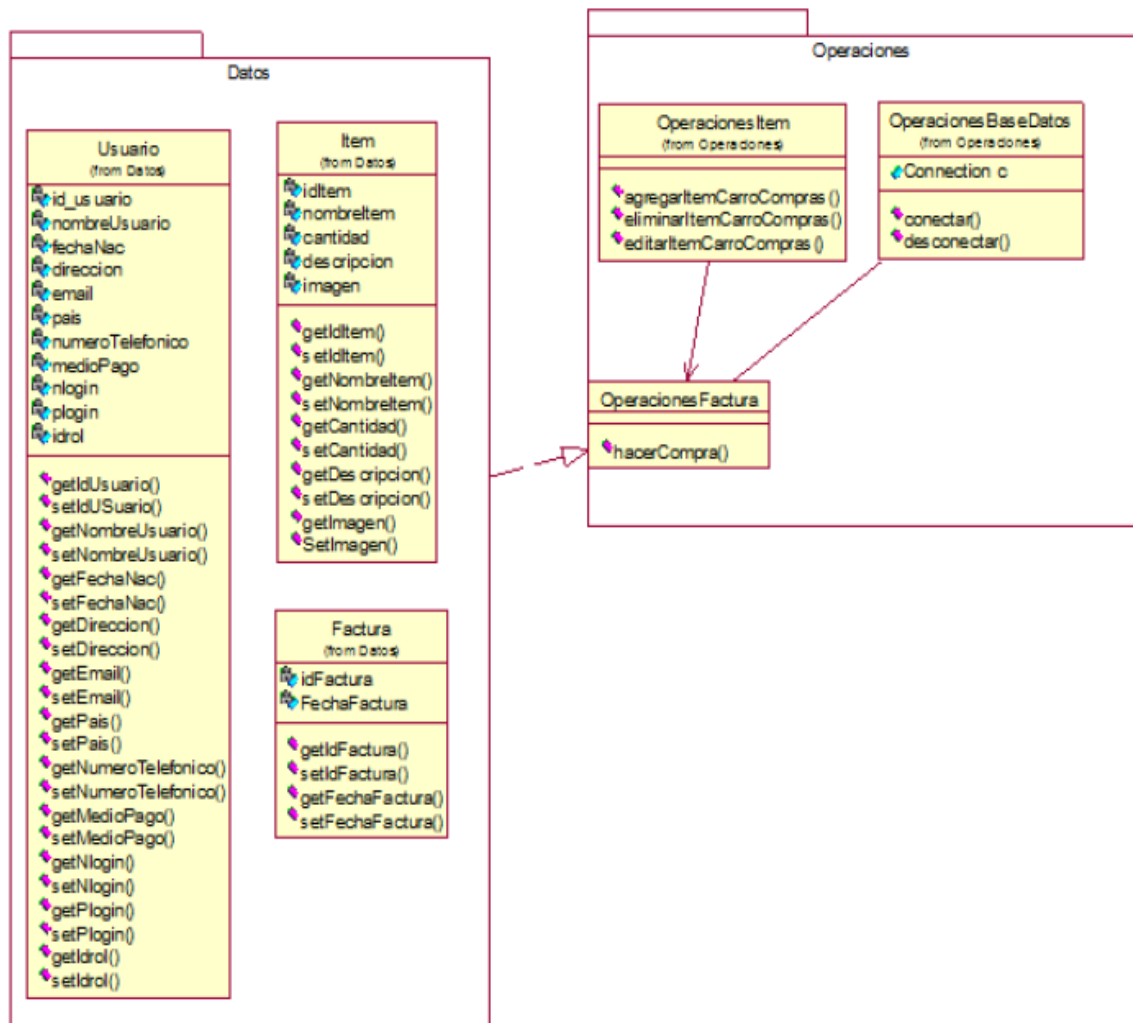 Datos
Usuario
(from Datos)
id_usuario
nombreUsuario
fechaNac
direccion
email
pais
numeroTelefonico
medioPago
nlogin
plogin
idrol
getIdUsuario()
setIdUSuario()
getNombreUsuario()
setNombreUsuario()
getFechaNac()
setFechaNac()
getDireccion()
setDireccion()
getEmail()
setEmail()
getPais()
setPais()
getNumeroTelefonico()
setNumeroTelefonico()
getMedioPago()
setMedioPago()
getNlogin()
setNlogin()
getPlogin()
setPlogin()
getIdrol()
setIdrol()
Item
(from Datos)
idItem
nombreItem
cantidad
descripcion
imagen
getIdItem()
setIdItem()
getNombreItem()
setNombreItem()
getCantidad()
setCantidad()
getDescripcion()
setDescripcion()
getImagen()
SetImagen()
Factura
(from Datos)
idFactura
FechaFactura
getIdFactura()
setIdFactura()
getFechaFactura()
setFechaFactura()
Operaciones
OperacionesItem
(from Operaciones)
agregarItemCarroCompras()
eliminarItemCarroCompras()
editarItemCarroCompras()
OperacionesBaseDatos
(from Operaciones)
Connection c
conectar()
desconectar()
OperacionesFactura
hacerCompra()